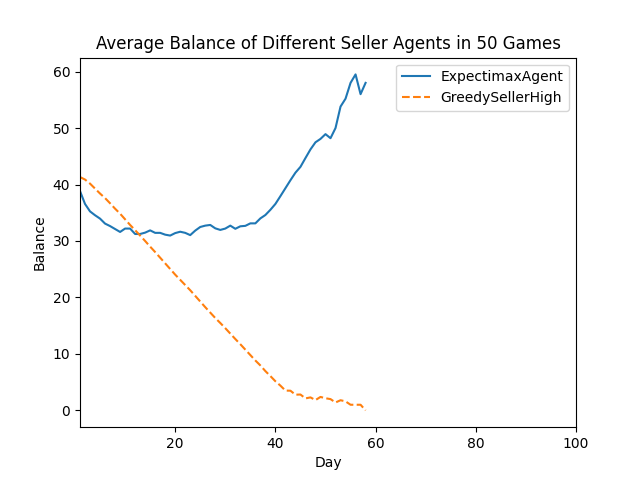 Average Balance of Different Seller Agents in 50 Games
ExpectimaxAgent
GreedySellerHigh
60
50
40
30
20
10
0
Balance
20 40 60 80 100
Day